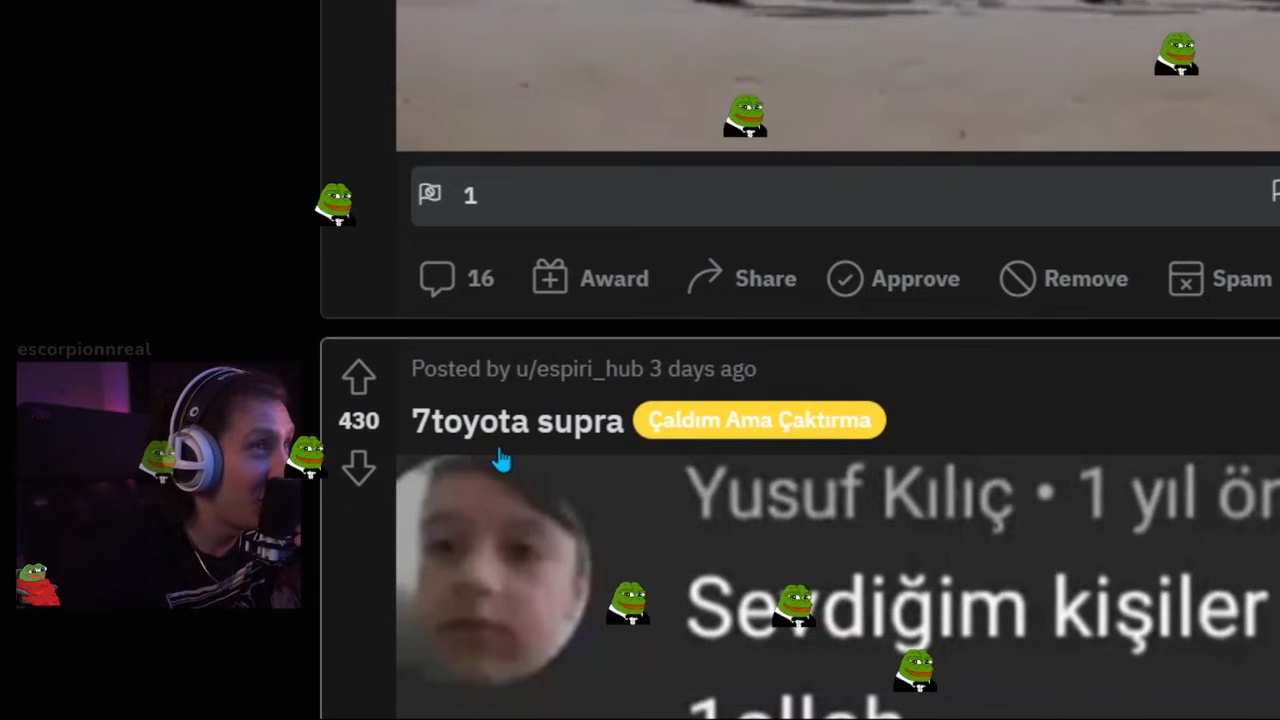 1
16 Award Share Approve Remove Spam
escorpionnreal
Posted by u/espiri_hub 3 days ago
430 7toyota supra Çaldım Ama Çaktırma
Yusuf Kılıç • 1 yıl ör
Sevdiğim kişiler
1allah